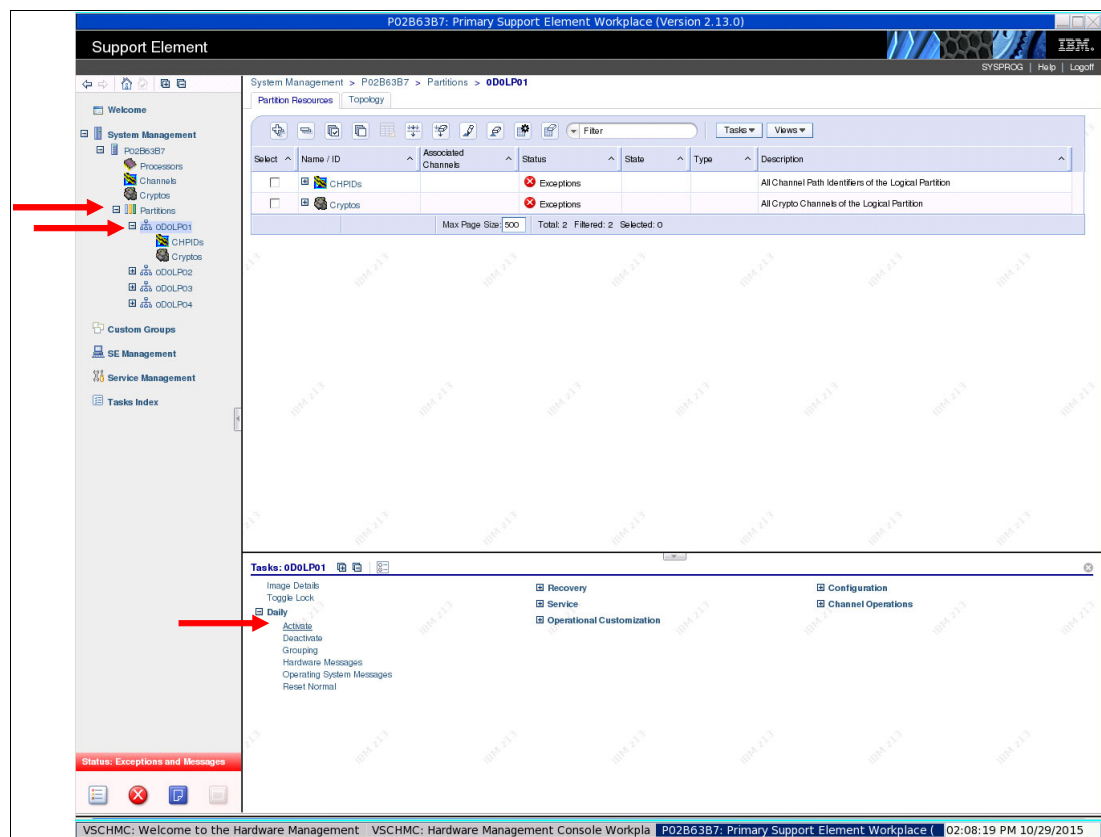 P02B63B7: Primary Support Element Workplace (Version 2.13.0)
Support Element
IBM.
SYSPROG | Help | Logoff
System Management > P02B63B7 > Partitions > 0D0LP01
Partition Resources
Topology
Welcome
System Management
P02B63B7
Processors
Channels
Cryptos
Partitions
0D0LP01
CHPIDs
Cryptos
0D0LP02
0D0LP03
0D0LP04
Custom Groups
SE Management
Service Management
Tasks Index
Filter
Tasks
Views
Select
Name / ID
Associated Channels
Status
State
Type
Description
CHPIDs
Exceptions
All Channel Path Identifiers of the Logical Partition
Cryptos
Exceptions
All Crypto Channels of the Logical Partition
Max Page Size: 500
Total: 2 Filtered: 2 Selected: 0
Tasks: 0D0LP01
Image Details
Toggle Lock
Daily
Activate
Deactivate
Grouping
Hardware Messages
Operating System Messages
Reset Normal
Recovery
Service
Operational Customization
Configuration
Channel Operations
Status: Exceptions and Messages
VSCHMC: Welcome to the Hardware Management
VSCHMC: Hardware Management Console Workpla
P02B63B7: Primary Support Element Workplace (
02:08:19 PM 10/29/2015